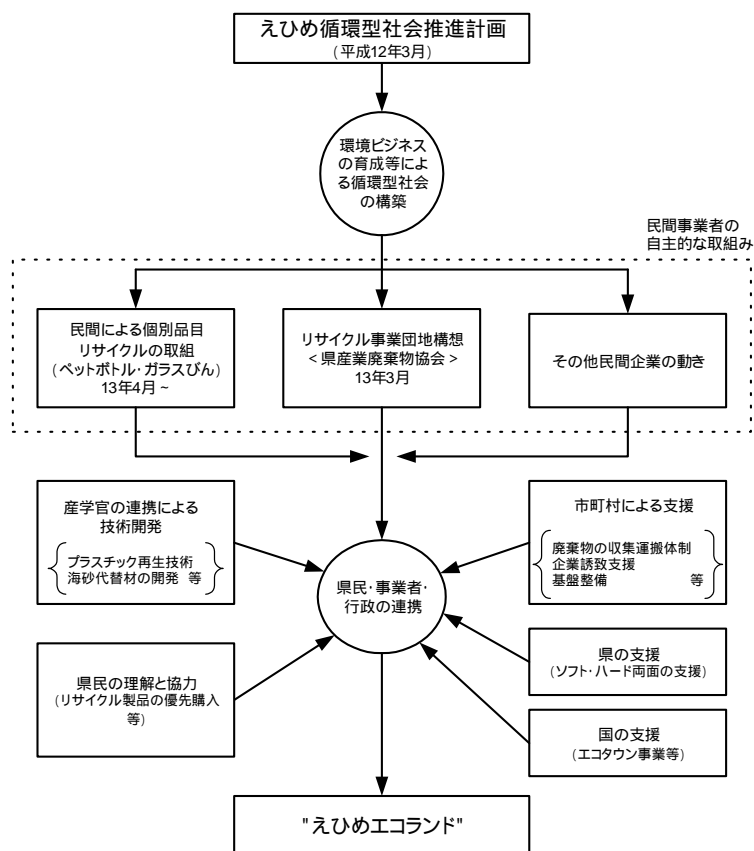 えひめ循環型社会推進計画
(平成12年3月)
環境ビジネス
の育成等によ
る循環型社会
の構築
民間事業者の
自主的な取組み
民間による個別品目
リサイクルの取組
(ペットボトル・ガラスびん)
13年4月~
リサイクル事業団地構想
<県産業廃棄物協会>
13年3月
その他民間企業の動き
産学官の連携による
技術開発
プラスチック再生技術
海砂代替材の開発 等
市町村による支援
廃棄物の収集運搬体制
企業誘致支援
基盤整備 等
県民・事業者・
行政の連携
県民の理解と協力
(リサイクル製品の優先購入
等)
県の支援
(ソフト・ハード両面の支援)
国の支援
(エコタウン事業等)
"えひめエコランド"